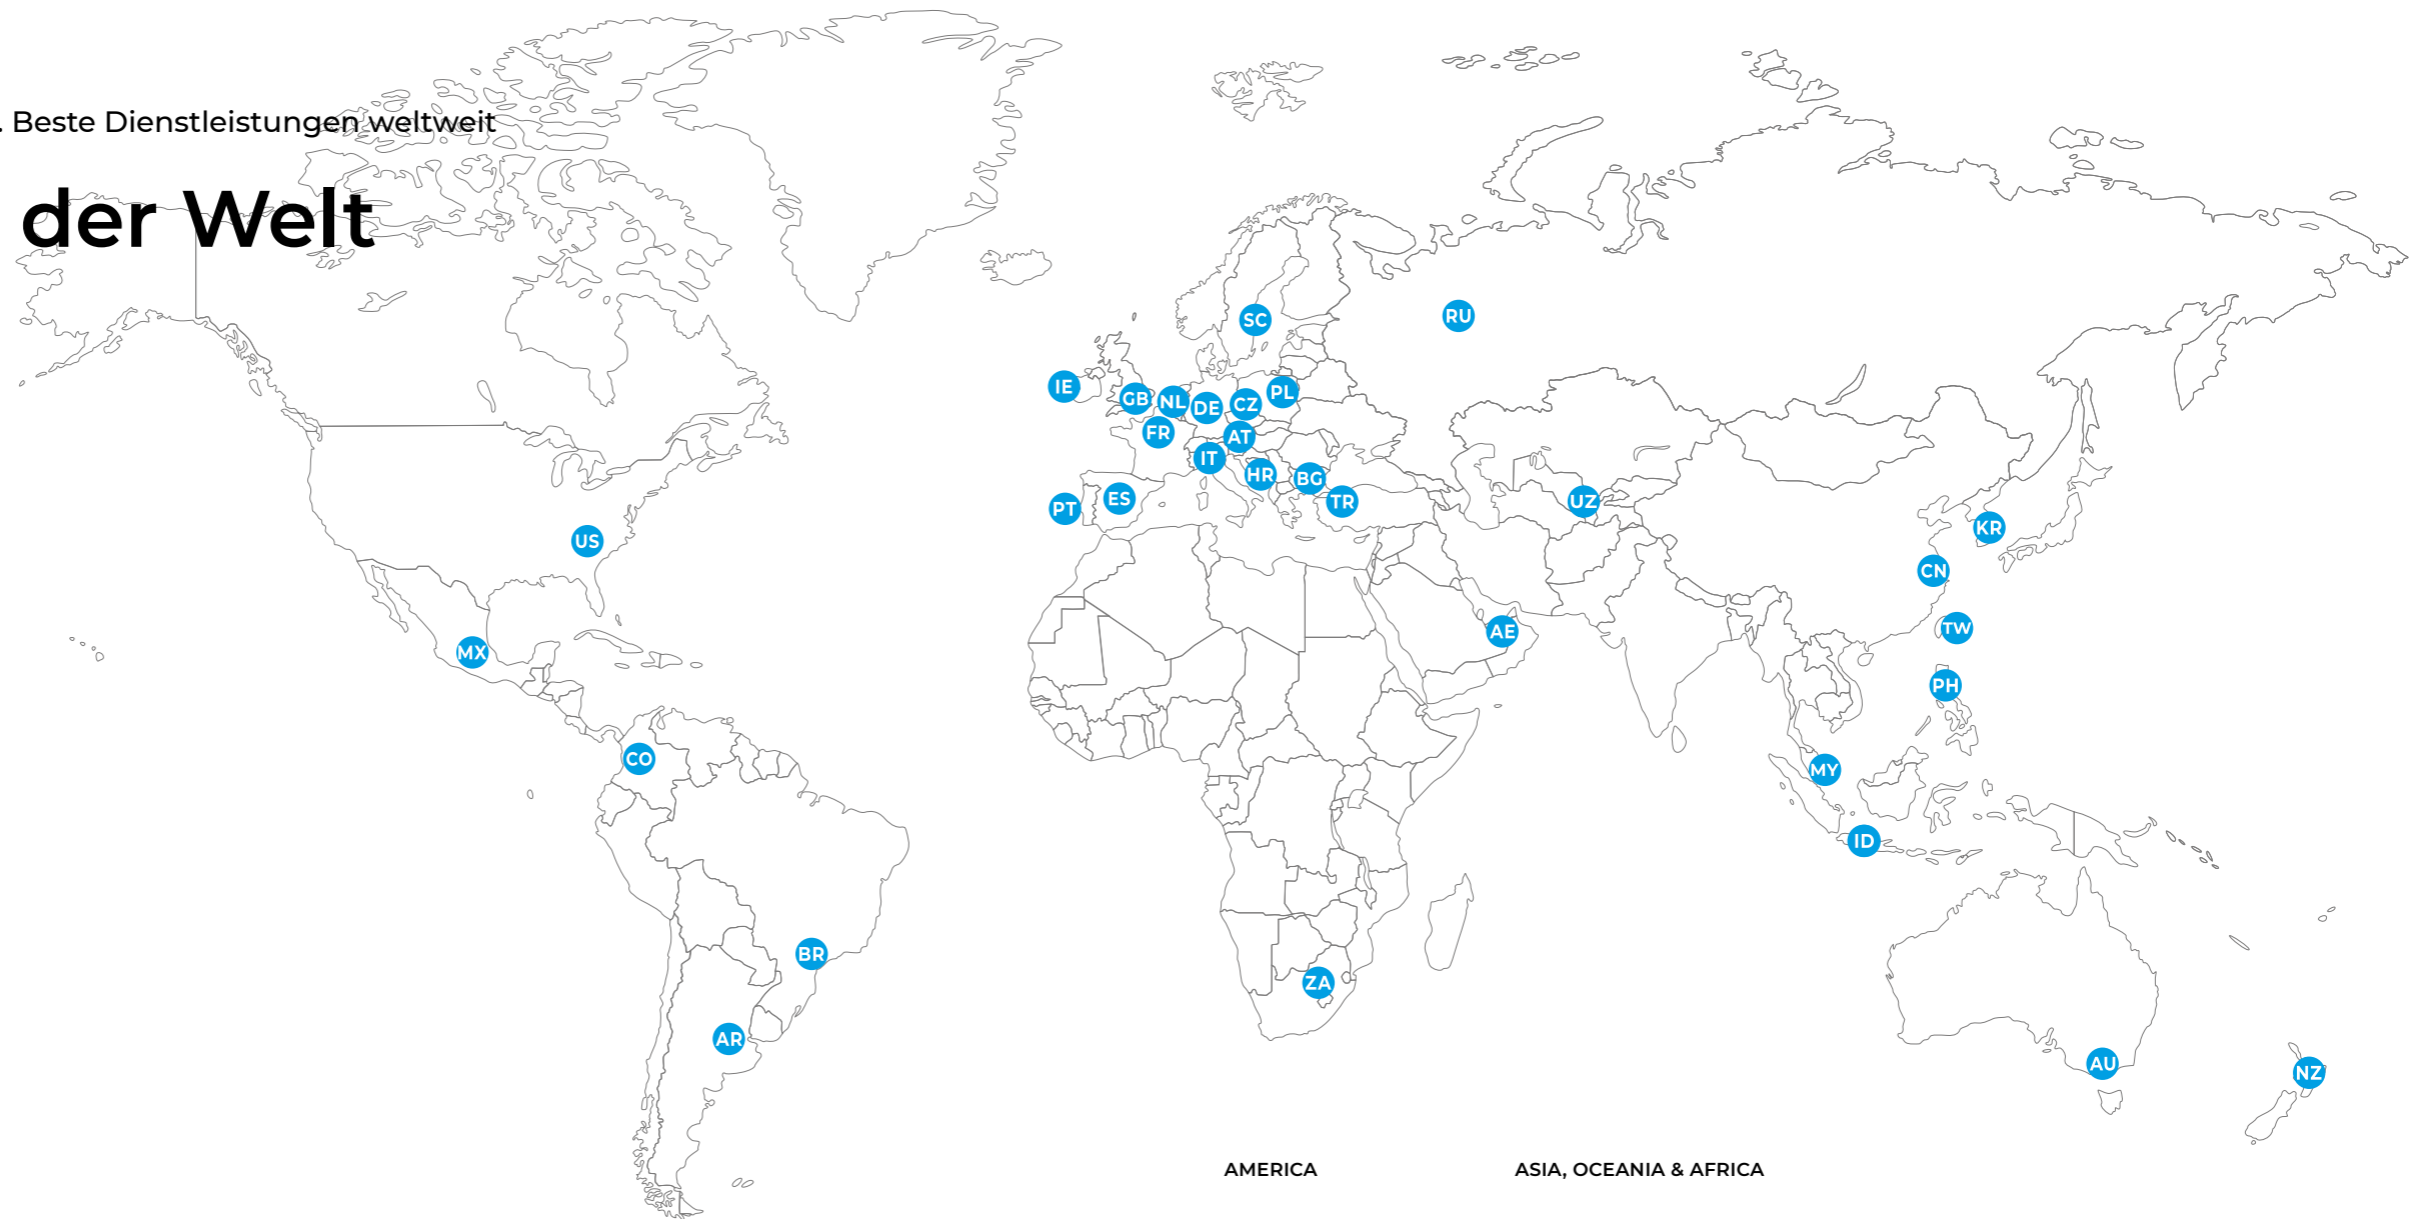 . Beste Dienstleistungen weltweit
der Welt
SC
RU
IE
GB
NL
DE
CZ
PL
FR
AT
IT
HR
BG
PT
ES
TR
UZ
US
KR
CN
MX
AE
TW
PH
CO
MY
ID
BR
ZA
AR
AU
NZ
AMERICA
ASIA, OCEANIA & AFRICA